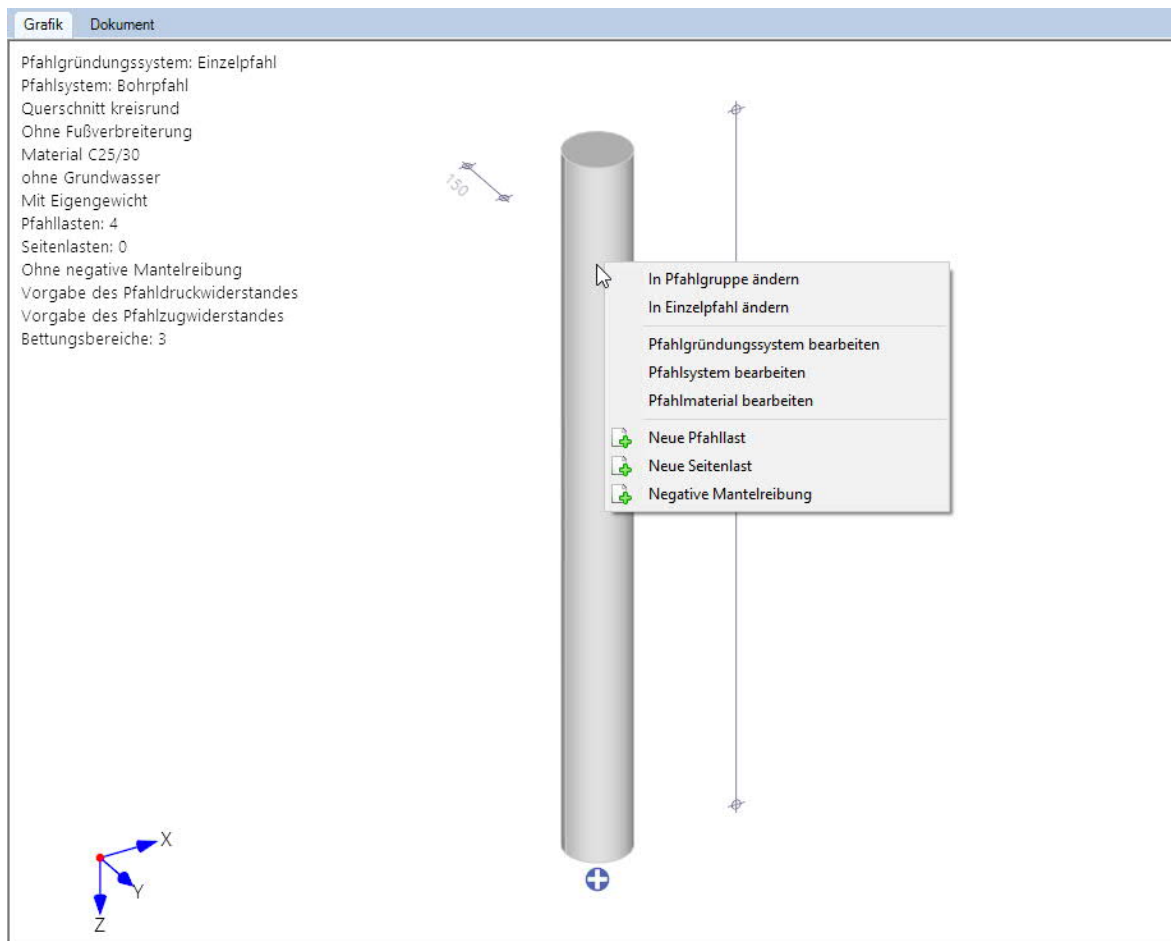 Grafik Dokument
Pfahlgründungssystem: Einzelpfahl
Pfahlsystem: Bohrpfahl
Querschnitt kreisrund
Ohne Fußverbreiterung
Material C25/30
ohne Grundwasser
Mit Eigengewicht
Pfahllasten: 4
Seitenlasten: 0
Ohne negative Mantelreibung
Vorgabe des Pfahldruckwiderstandes
Vorgabe des Pfahlzugwiderstandes
Bettungsbereiche: 3
150
In Pfahlgruppe ändern
In Einzelpfahl ändern
Pfahlgründungssystem bearbeiten
Pfahlsystem bearbeiten
Pfahlmaterial bearbeiten
Neue Pfahllast
Neue Seitenlast
Negative Mantelreibung
X
Y
Z